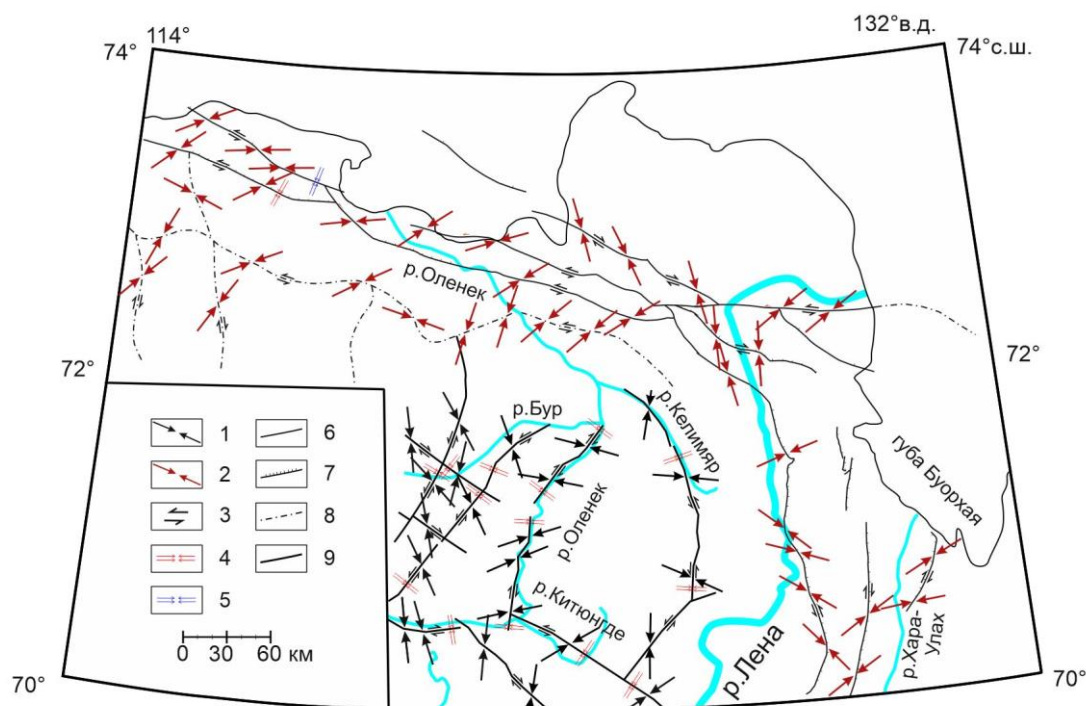 114°
132°в.д.
74°
74°с.ш.
р.Оленек
72°
72°
р.Бур
р.Келимяр
губа Буорхая
р.Оленек
р.Китюнгде
р.Лена
р.Хара-
Улах
1
6
2
7
3
8
4
9
5
0 30 60 км
70°
70°